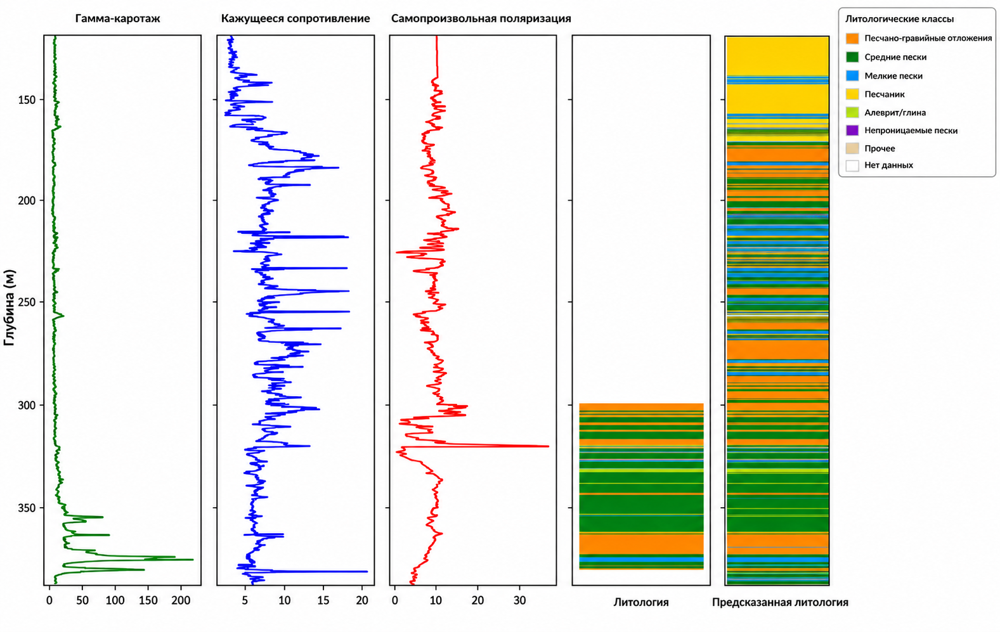 Гамма-каротаж
Кажущееся сопротивление
Самопроизвольная поляризация
Литологические классы
Песчано-гравийные отложения
Средние пески
Мелкие пески
Песчаник
Алеврит/глина
Непроницаемые пески
Прочее
Нет данных
Глубина (м)
150
200
250
300
350
0 50 100 150 200
5 10 15 20
0 10 20 30
Литология
Предсказанная литология